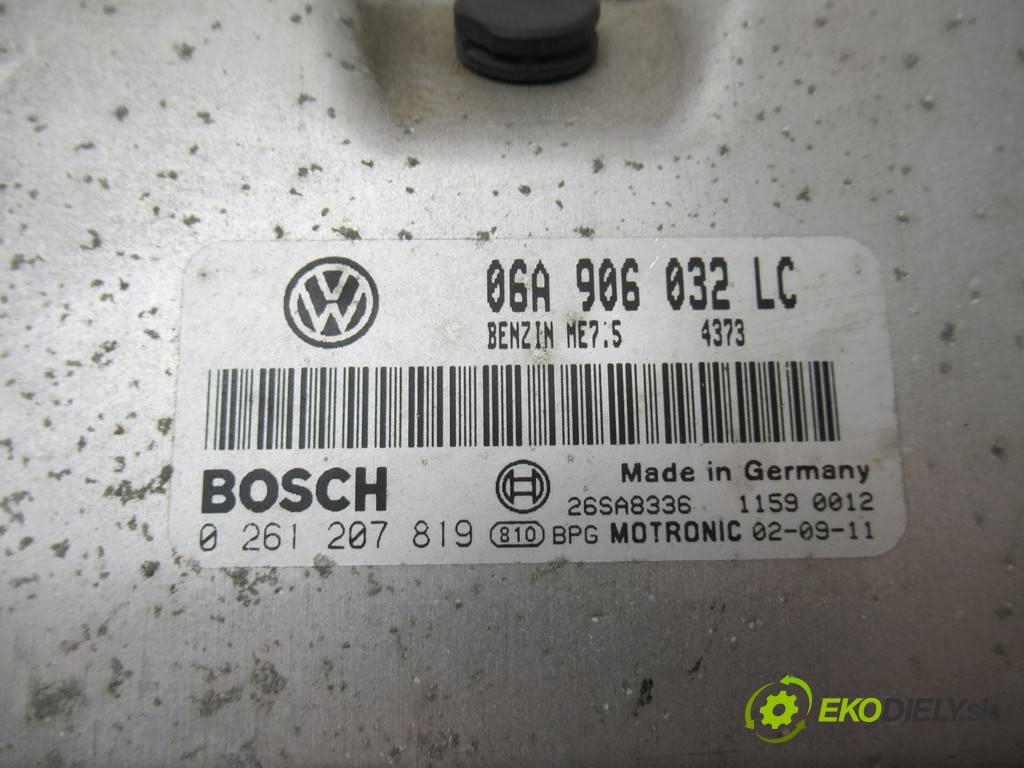 VW
06A 906 032 LC
BENZIN ME7.5 4373
BOSCH
Made in Germany
26SA8336 1159 0012
0 261 207 819 810 BPG MOTRONIC 02-09-11
EKODIELY.sk